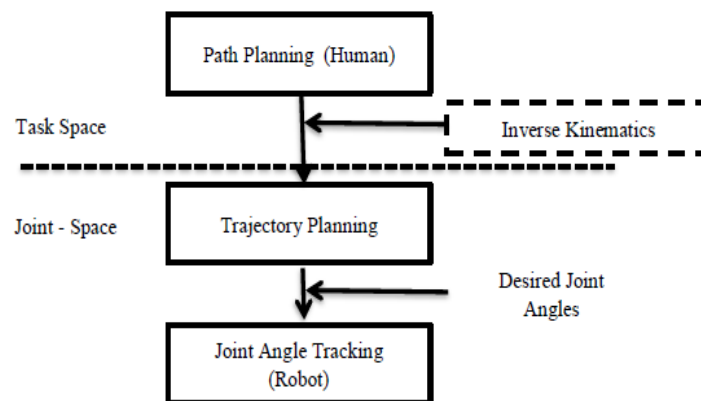 Path Planning (Human)
Task Space
Inverse Kinematics
Joint - Space
Trajectory Planning
Desired Joint
Angles
Joint Angle Tracking
(Robot)